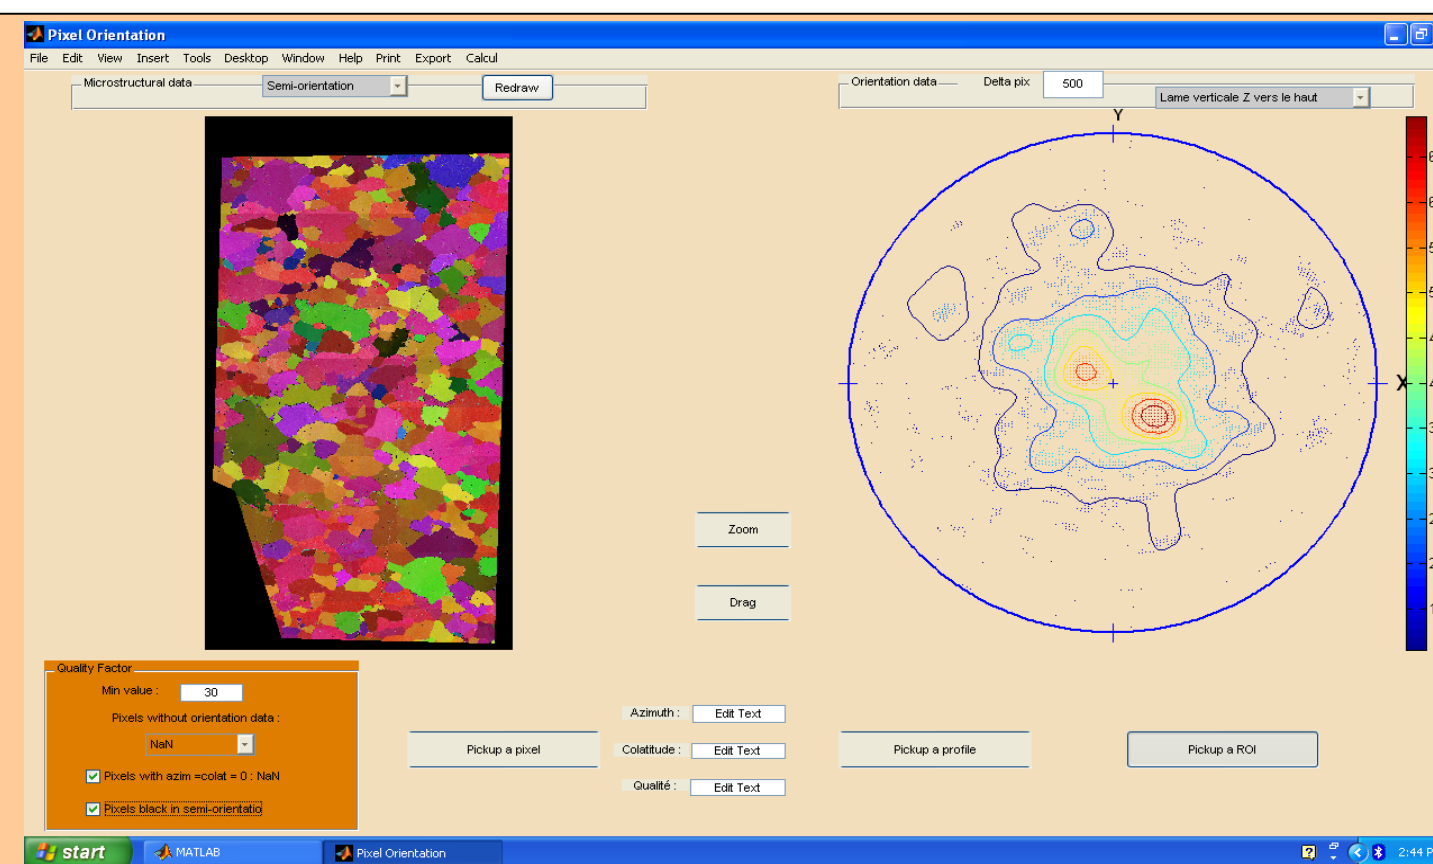 Pixel Orientation
File Edit View Insert Tools Desktop Window Help Print Export Calcul
Microstructural data Semi-orientation Redraw
Orientation data Delta pix 500 Lame verticale Z vers le haut
Y
X
Zoom
Drag
Quality Factor
Min value : 30
Pixels without orientation data :
NaN
Pixels with azim =colat = 0 : NaN
Pixels black in semi-orientatio
Azimuth : Edit Text
Pickup a pixel Colatitude : Edit Text Pickup a profile Pickup a ROI
Qualité : Edit Text
start MATLAB Pixel Orientation 2:44 P